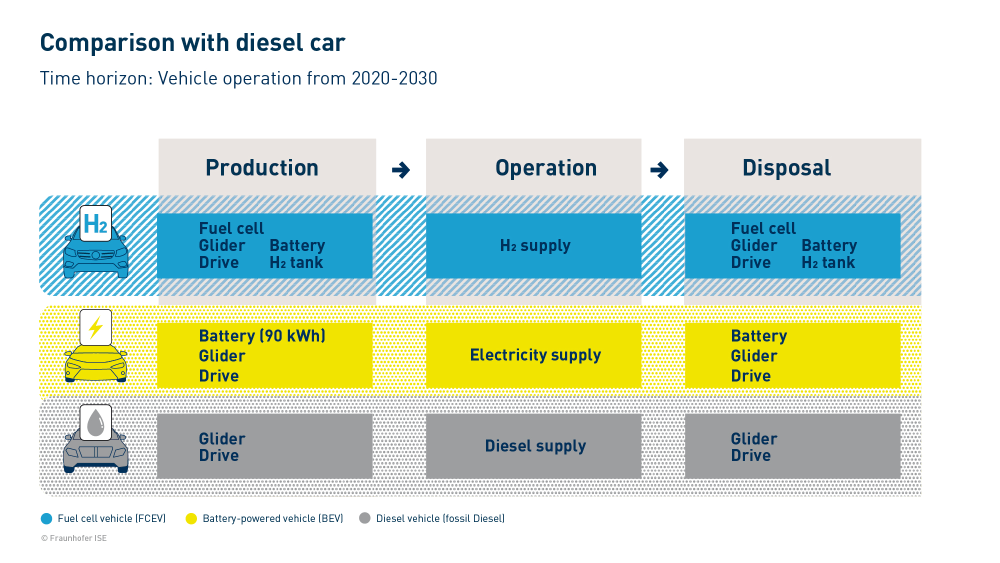 Comparison with diesel car
Time horizon: Vehicle operation from 2020-2030
Production → Operation → Disposal
H₂
Fuel cell
Glider Battery
Drive H₂ tank
H₂ supply
Fuel cell
Glider Battery
Drive H₂ tank
Battery (90 kWh)
Glider
Drive
Electricity supply
Battery
Glider
Drive
Glider
Drive
Diesel supply
Glider
Drive
Fuel cell vehicle (FCEV) Battery-powered vehicle (BEV) Diesel vehicle (fossil Diesel)
© Fraunhofer ISE